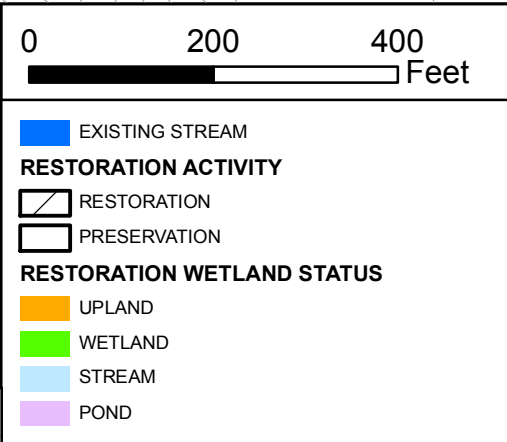 0 200 400
Feet
EXISTING STREAM
RESTORATION ACTIVITY
RESTORATION
PRESERVATION
RESTORATION WETLAND STATUS
UPLAND
WETLAND
STREAM
POND